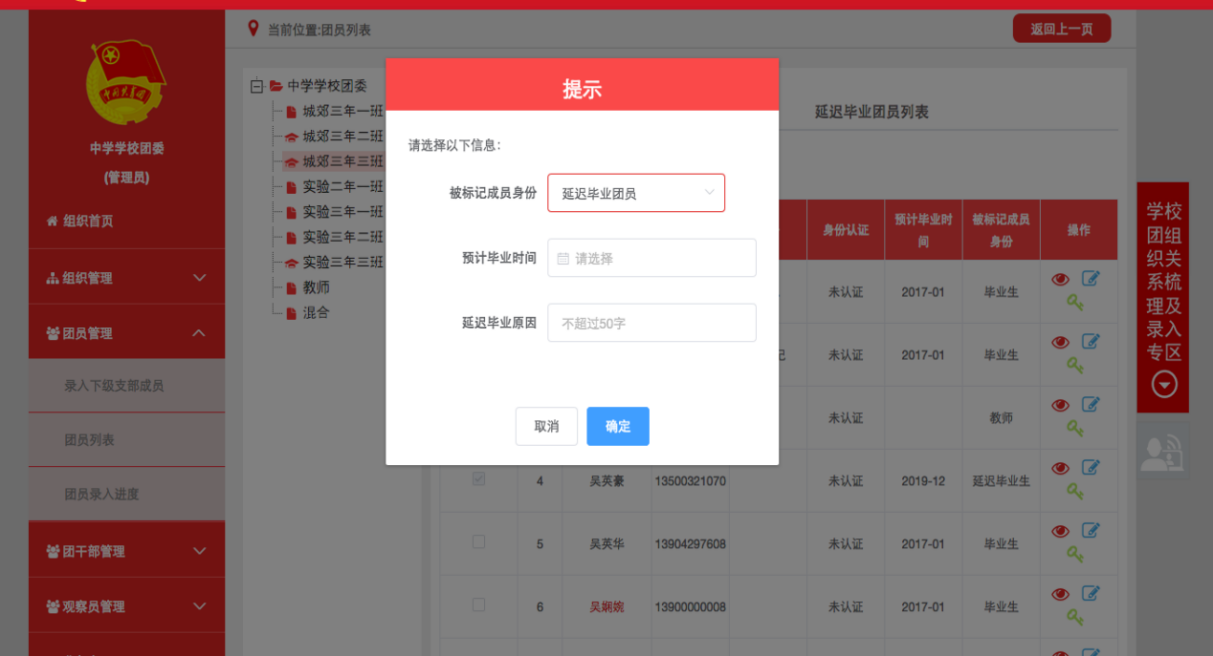 当前位置:团员列表
返回上一页
中学学校团委
(管理员)
组织首页
组织管理
团员管理
录入下级支部成员
团员列表
团员录入进度
团干部管理
观察员管理
中学学校团委
城郊三年一班
城郊三年二班
城郊三年三班
实验二年一班
实验三年一班
实验三年二班
实验三年三班
教师
混合
提示
请选择以下信息:
被标记成员身份 延迟毕业团员
预计毕业时间 请选择
延迟毕业原因 不超过50字
取消 确定
延迟毕业团员列表
身份认证 预计毕业时间 被标记成员身份 操作
未认证 2017-01 毕业生
未认证 2017-01 毕业生
未认证 教师
4 吴英豪 13500321070 未认证 2019-12 延迟毕业生
5 吴英华 13904297608 未认证 2017-01 毕业生
6 吴婀婉 13900000008 未认证 2017-01 毕业生
学校
团组
织关
系梳
理及
录入
专区